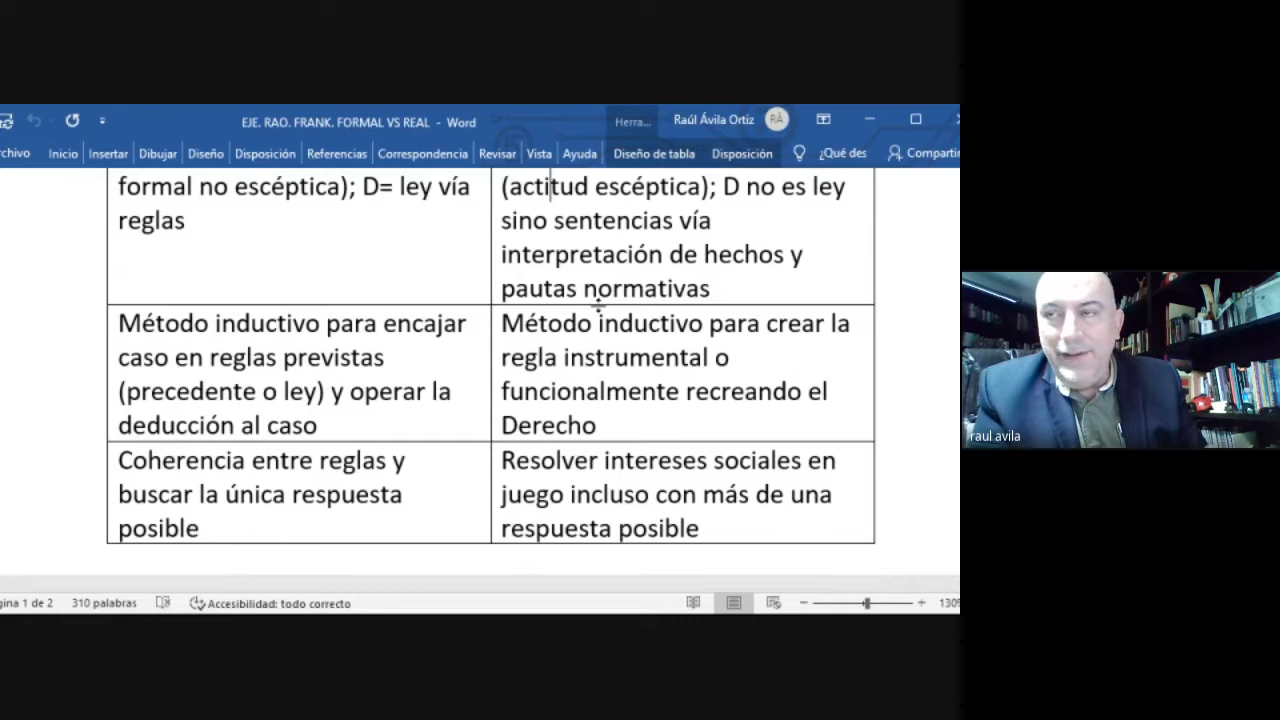 EJE. RAO. FRANK. FORMAL VS REAL - Word
Herra...
Raúl Ávila Ortiz
RÁ
rchivo Inicio Insertar Dibujar Diseño Disposición Referencias Correspondencia Revisar Vista Ayuda Diseño de tabla Disposición ¿Qué des Compartir
formal no escéptica); D= ley vía
reglas
(actitud escéptica); D no es ley
sino sentencias vía
interpretación de hechos y
pautas normativas
Método inductivo para encajar
caso en reglas previstas
(precedente o ley) y operar la
deducción al caso
Método inductivo para crear la
regla instrumental o
funcionalmente recreando el
Derecho
Coherencia entre reglas y
buscar la única respuesta
posible
Resolver intereses sociales en
juego incluso con más de una
respuesta posible
raul avila
gina 1 de 2 310 palabras Accesibilidad: todo correcto 130